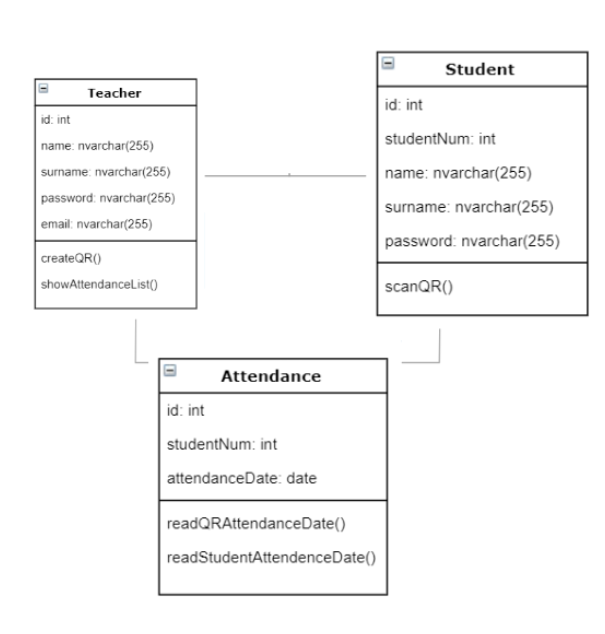 Teacher
id: int
name: nvarchar(255)
surname: nvarchar(255)
password: nvarchar(255)
email: nvarchar(255)
createQR()
showAttendanceList()
Student
id: int
studentNum: int
name: nvarchar(255)
surname: nvarchar(255)
password: nvarchar(255)
scanQR()
Attendance
id: int
studentNum: int
attendanceDate: date
readQRAttendanceDate()
readStudentAttendenceDate()